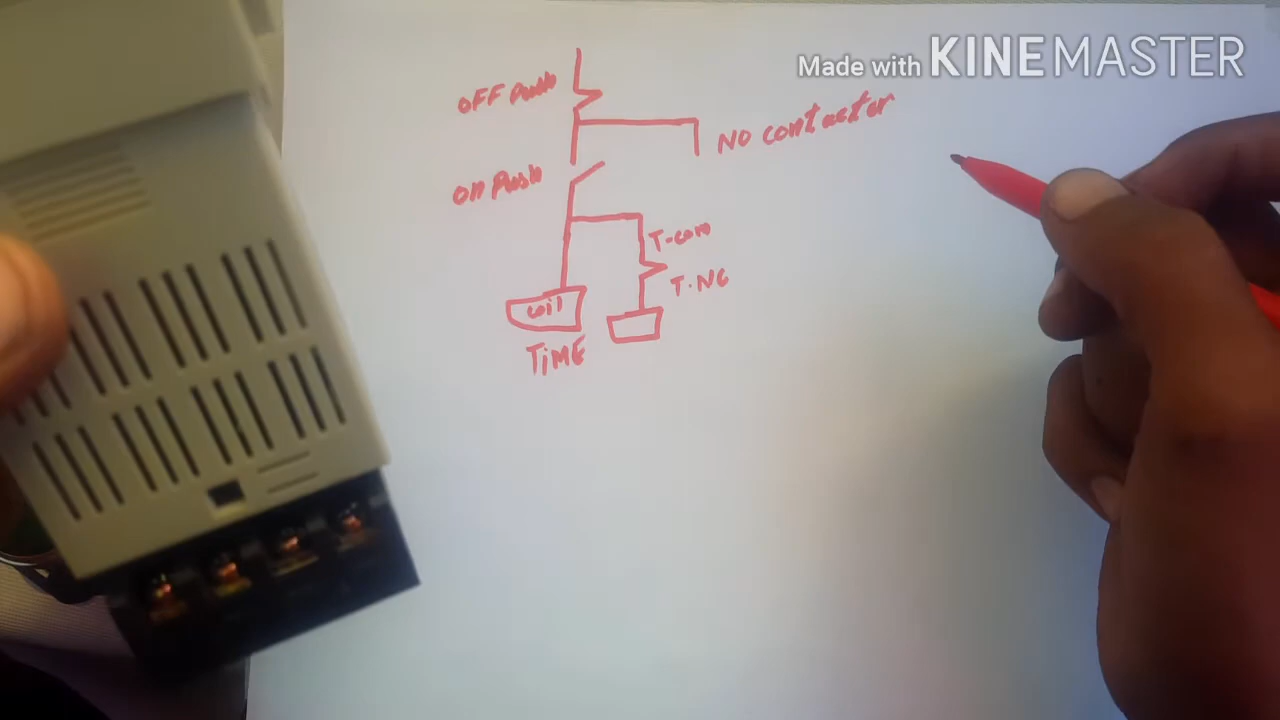 Made with KINEMASTER
OFF Push
NO contactor
on Push
T-com
T-NC
coil
TiME